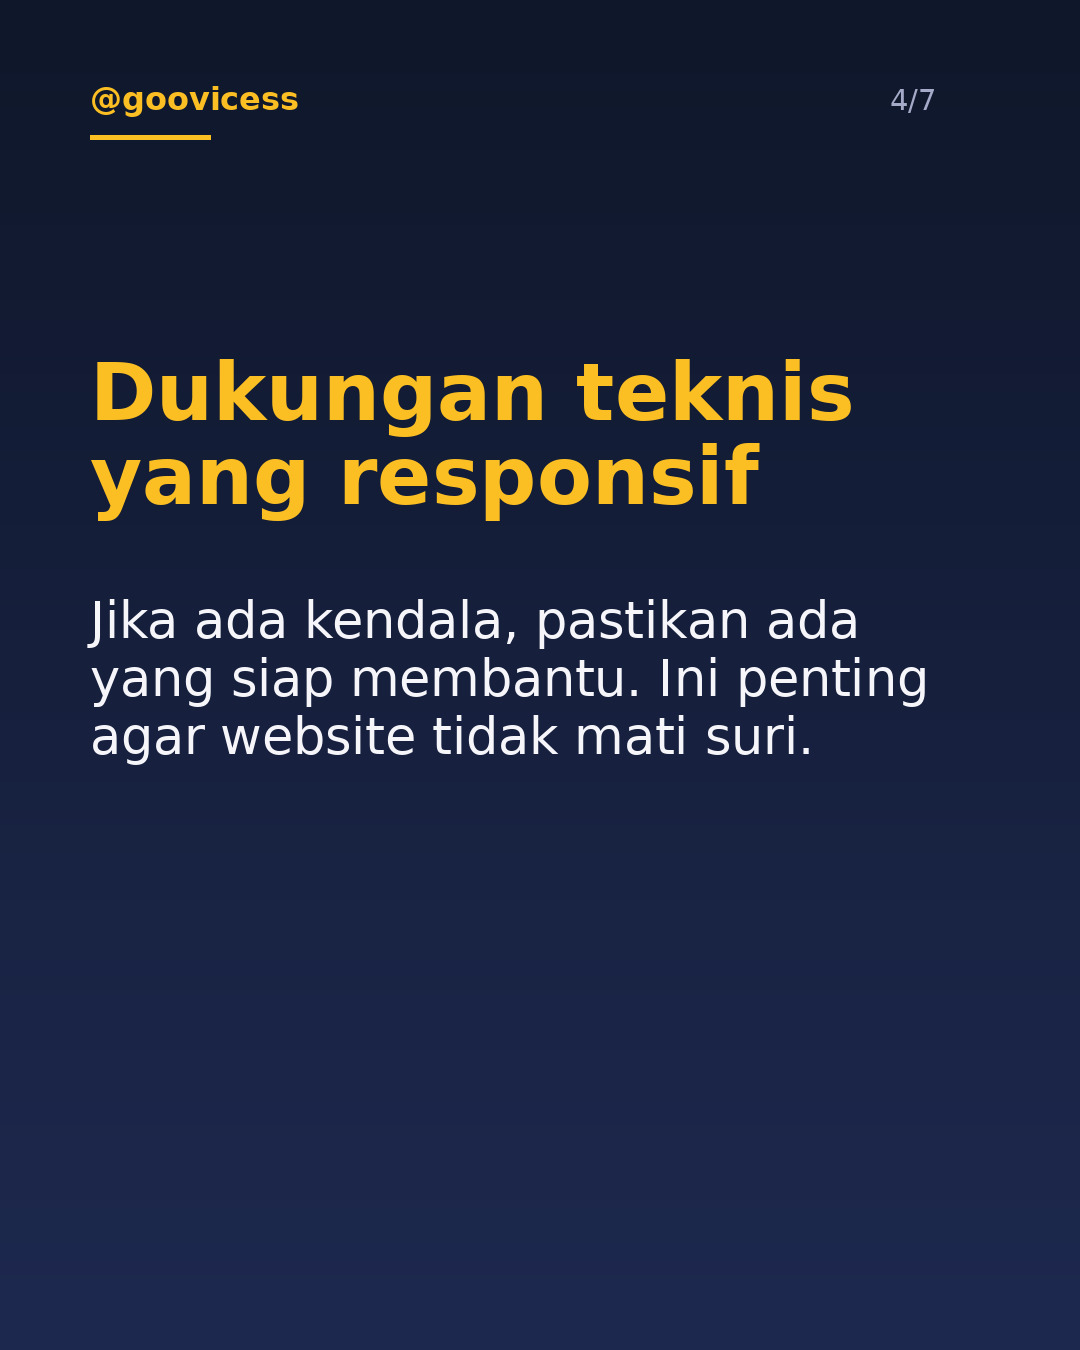 @goovicess
4/7
Dukungan teknis
yang responsif
Jika ada kendala, pastikan ada
yang siap membantu. Ini penting
agar website tidak mati suri.